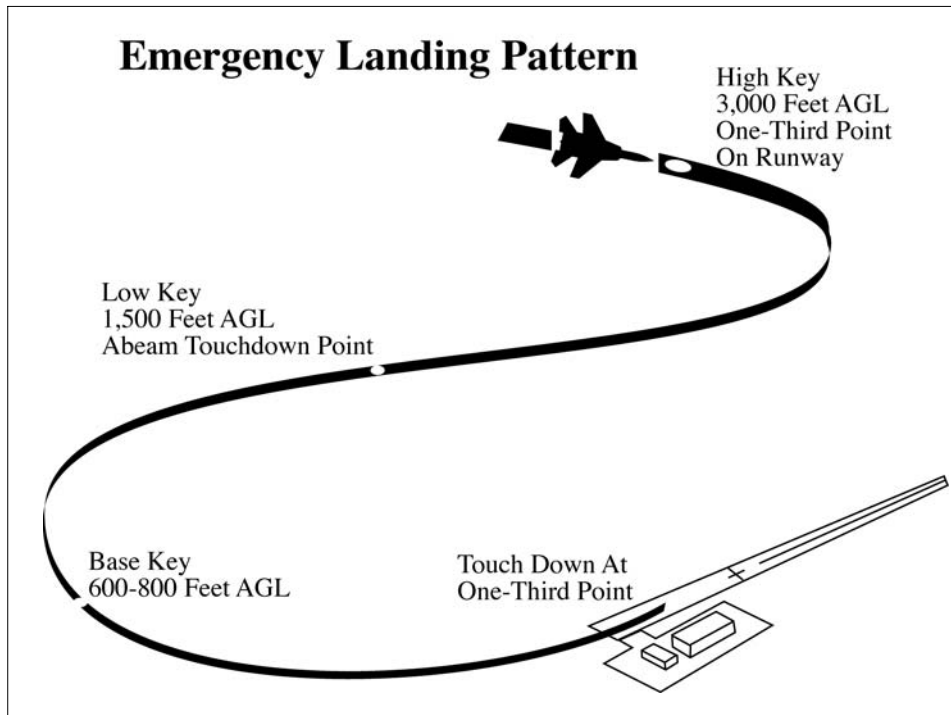 Emergency Landing Pattern
High Key
3,000 Feet AGL
One-Third Point
On Runway
Low Key
1,500 Feet AGL
Abeam Touchdown Point
Base Key
600-800 Feet AGL
Touch Down At
One-Third Point